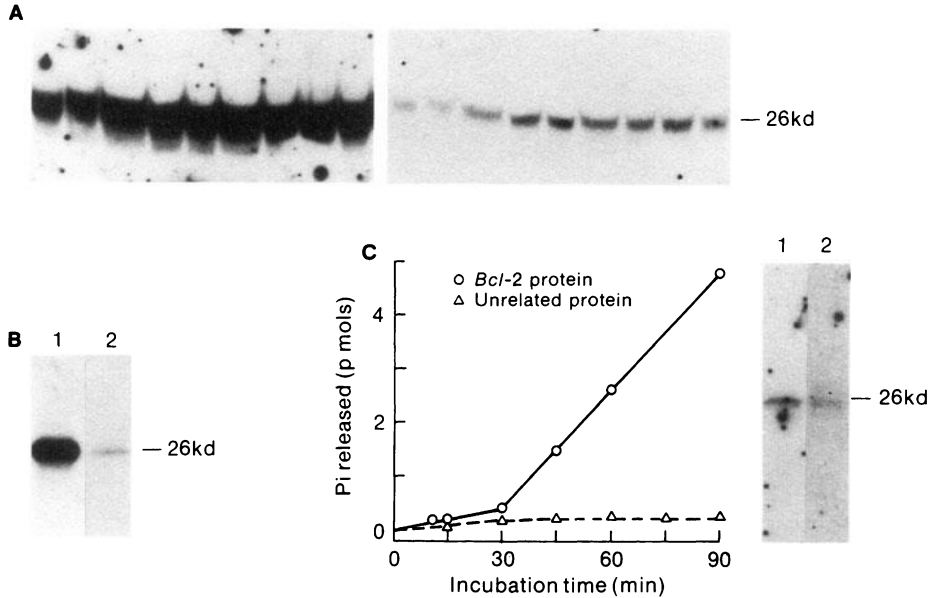 A
26kd
B
1 2
26kd
C
Bcl-2 protein
Unrelated protein
Pi released (p mols)
4
2
0
0 30 60 90
Incubation time (min)
1 2
26kd